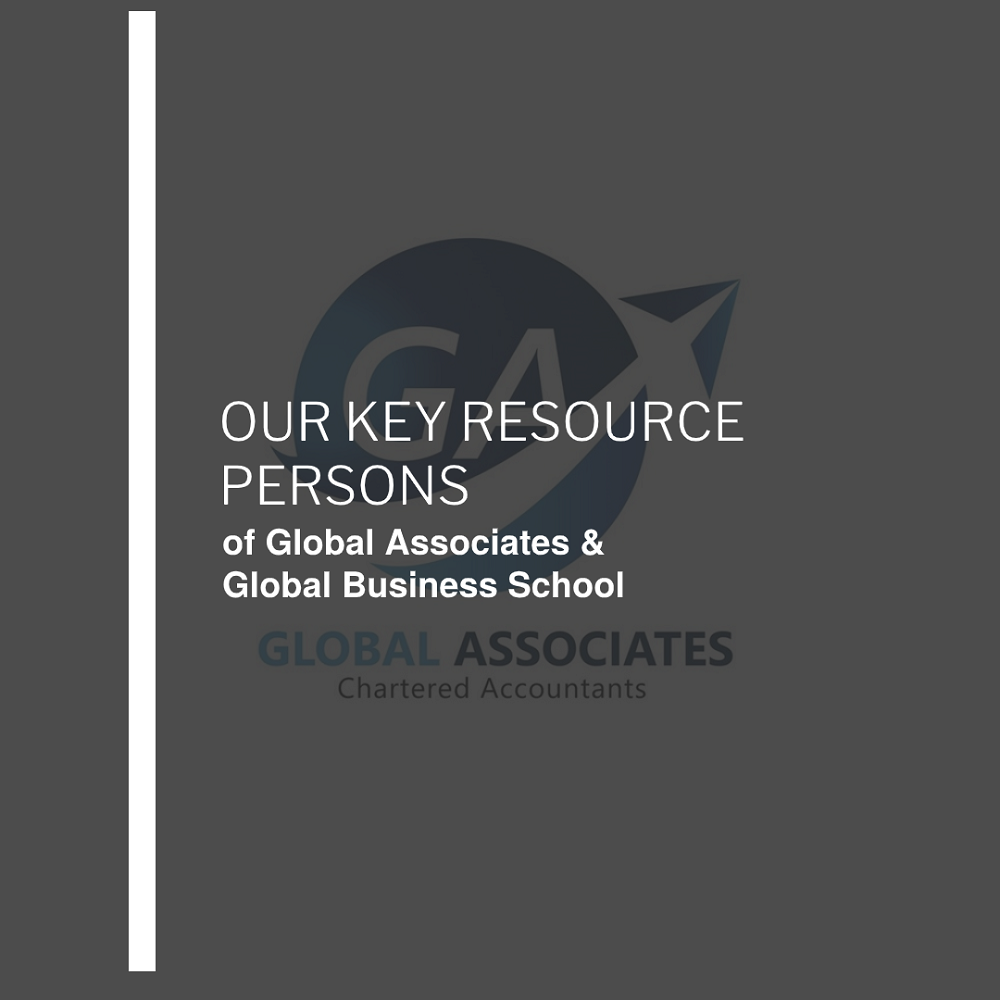 GA
OUR KEY RESOURCE
PERSONS
of Global Associates &
Global Business School
GLOBAL ASSOCIATES
Chartered Accountants